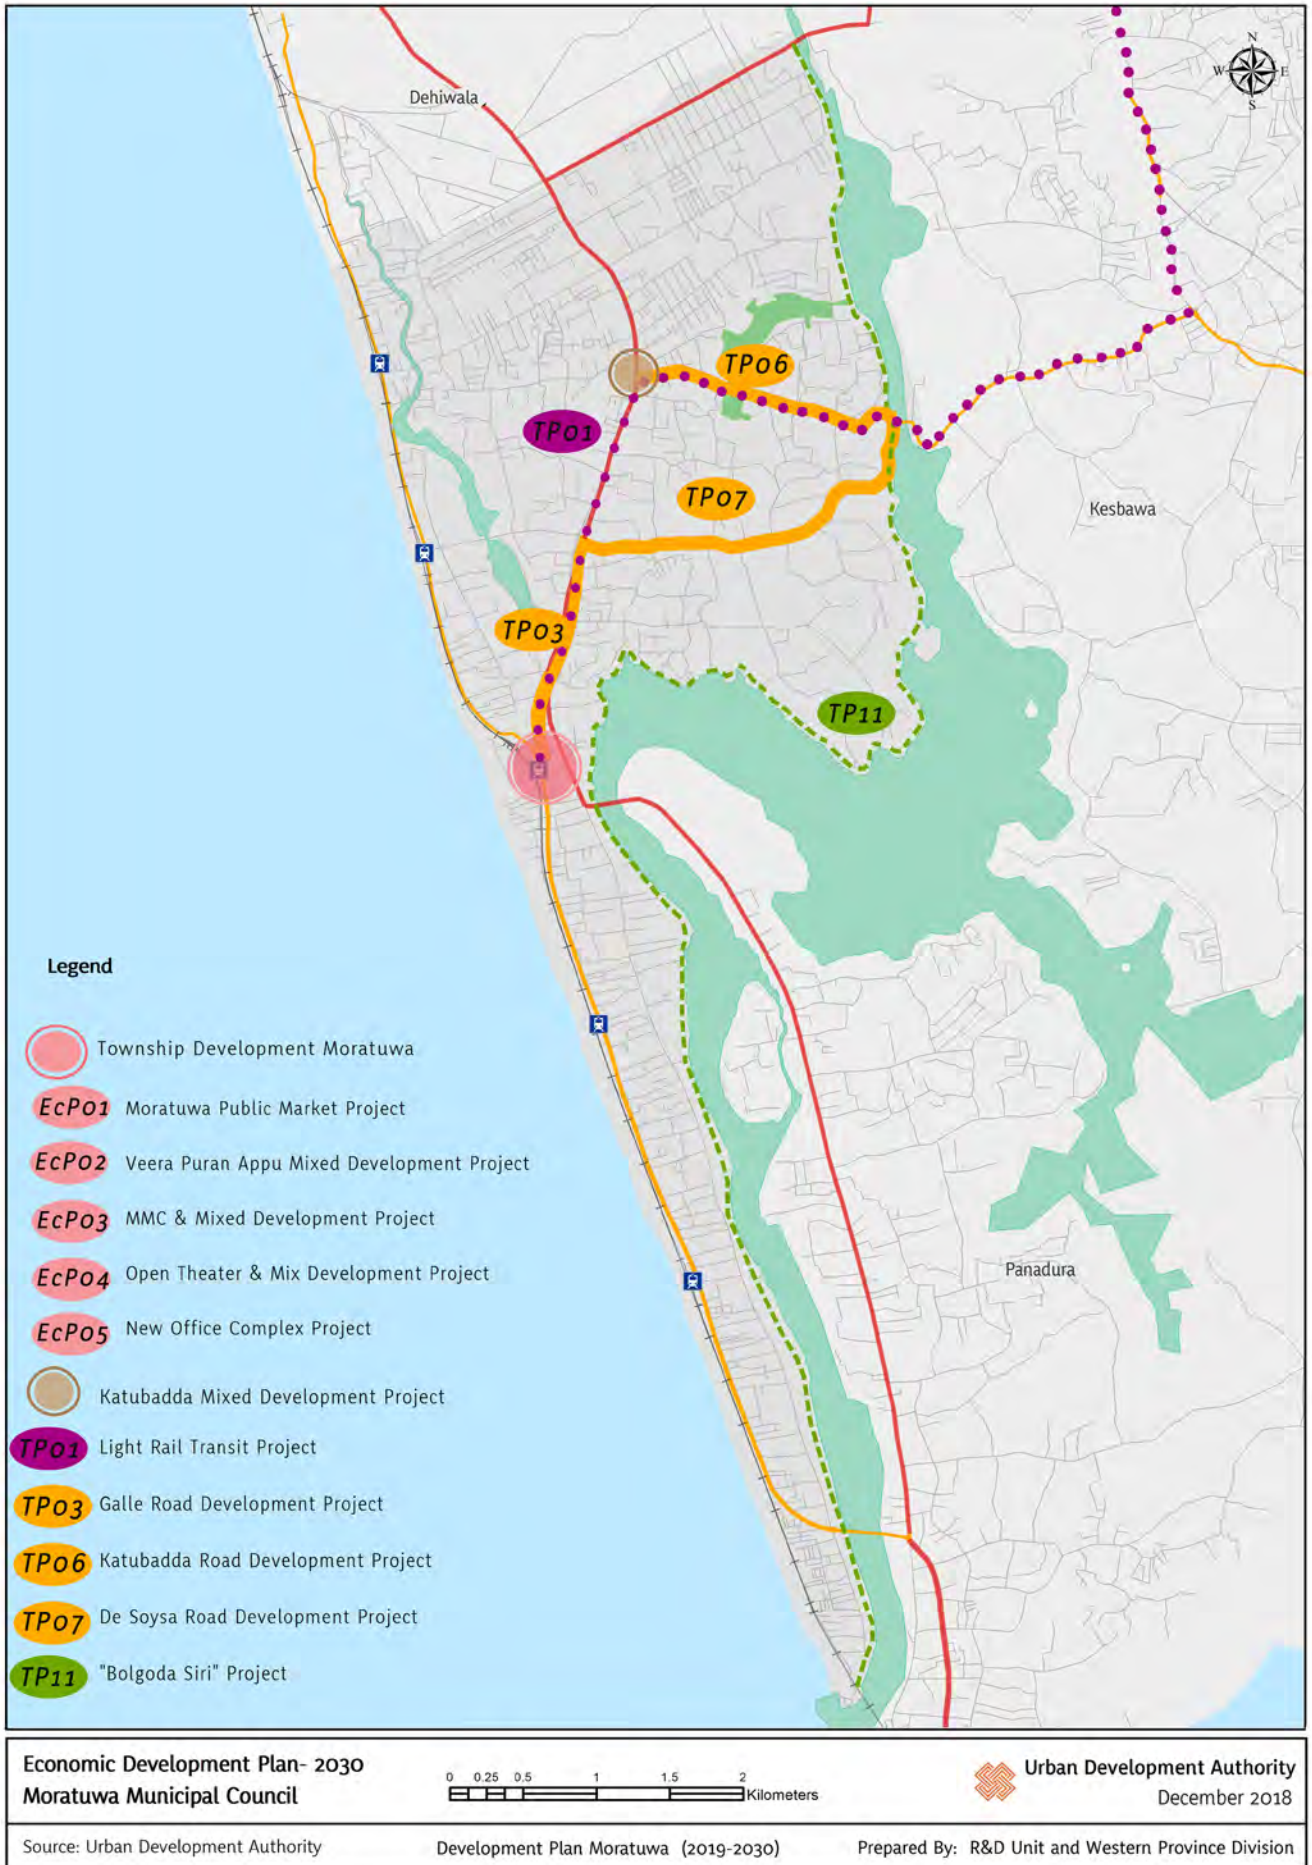 N
W E
S
Dehiwala
TP06
TP01
TP07
Kesbawa
TP03
TP11
Legend
Township Development Moratuwa
EcP01 Moratuwa Public Market Project
EcP02 Veera Puran Appu Mixed Development Project
EcP03 MMC & Mixed Development Project
EcP04 Open Theater & Mix Development Project
Panadura
EcP05 New Office Complex Project
Katubadda Mixed Development Project
TP01 Light Rail Transit Project
TP03 Galle Road Development Project
TP06 Katubadda Road Development Project
TP07 De Soysa Road Development Project
TP11 "Bolgoda Siri" Project
Economic Development Plan- 2030
Moratuwa Municipal Council
0 0.25 0.5 1 1.5 2
Kilometers
Urban Development Authority
December 2018
Source: Urban Development Authority
Development Plan Moratuwa (2019-2030)
Prepared By: R&D Unit and Western Province Division